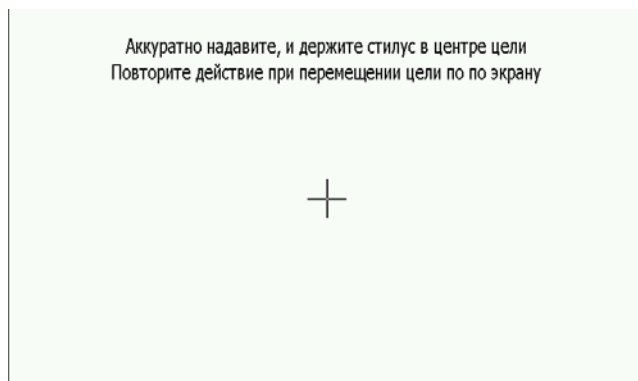 Аккуратно надавите, и держите стилус в центре цели
Повторите действие при перемещении цели по по экрану